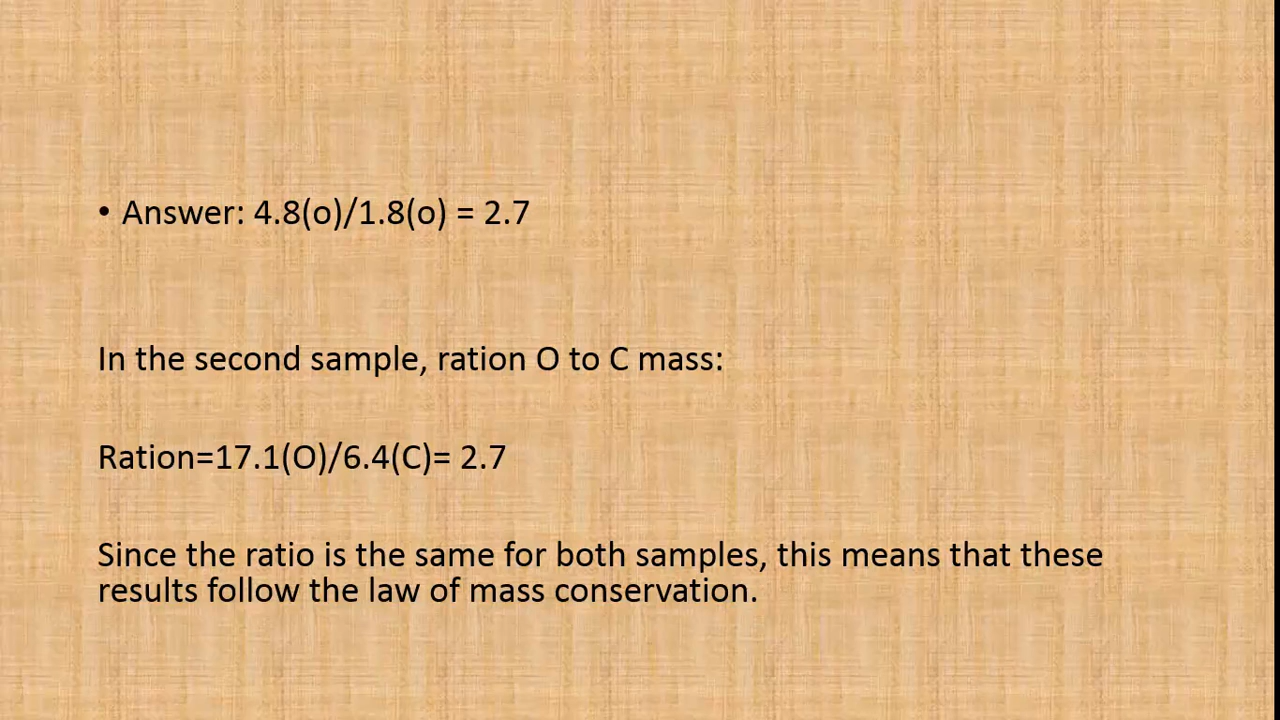 • Answer: 4.8(o)/1.8(o) = 2.7
In the second sample, ration O to C mass:
Ration=17.1(O)/6.4(C)= 2.7
Since the ratio is the same for both samples, this means that these
results follow the law of mass conservation.